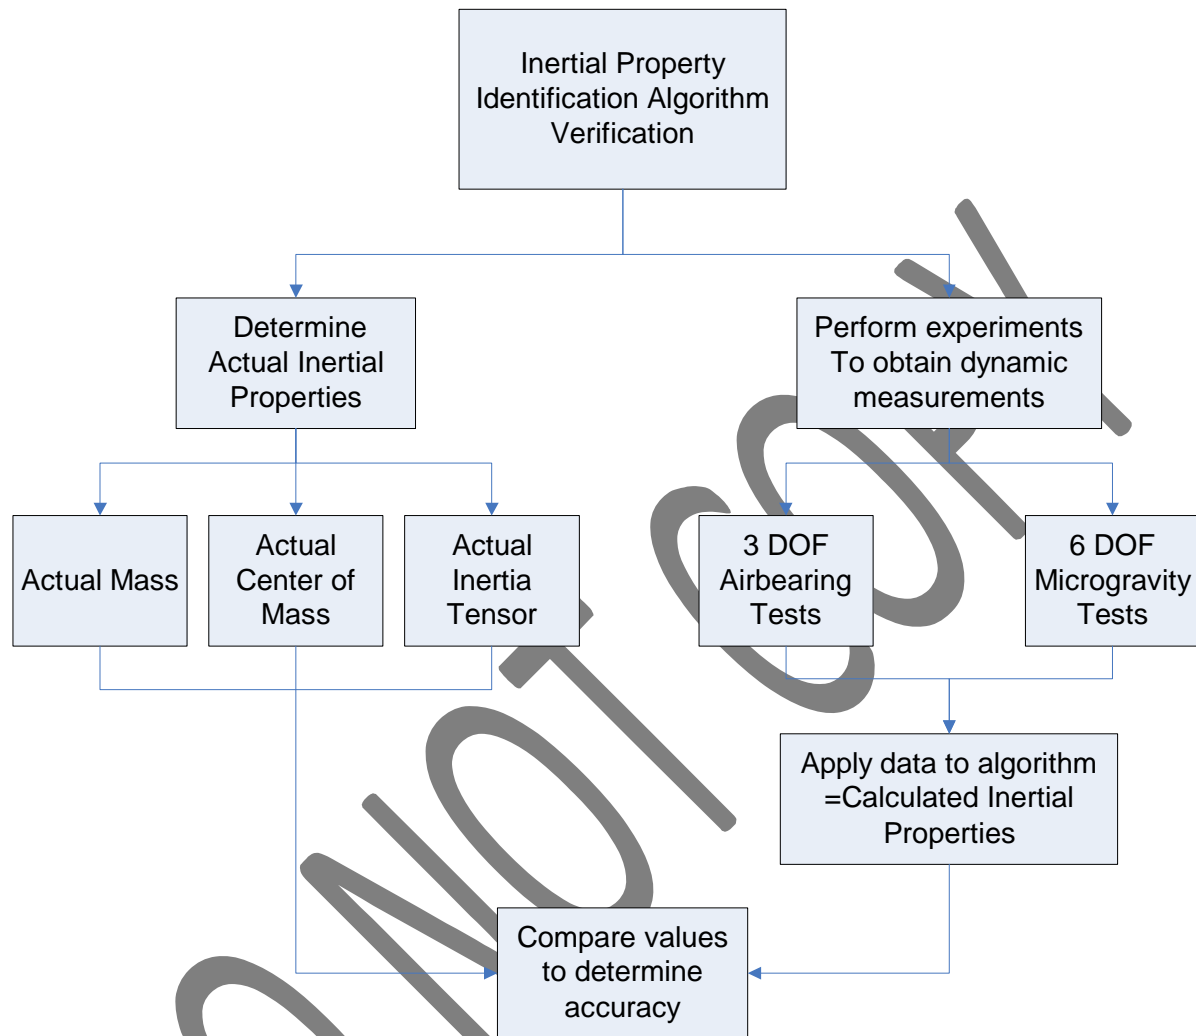 Inertial Property
Identification Algorithm
Verification
Determine
Actual Inertial
Properties
Perform experiments
To obtain dynamic
measurements
Actual Mass
Actual
Center of
Mass
Actual
Inertia
Tensor
3 DOF
Airbearing
Tests
6 DOF
Microgravity
Tests
Apply data to algorithm
=Calculated Inertial
Properties
Compare values
to determine
accuracy
NOT COPY